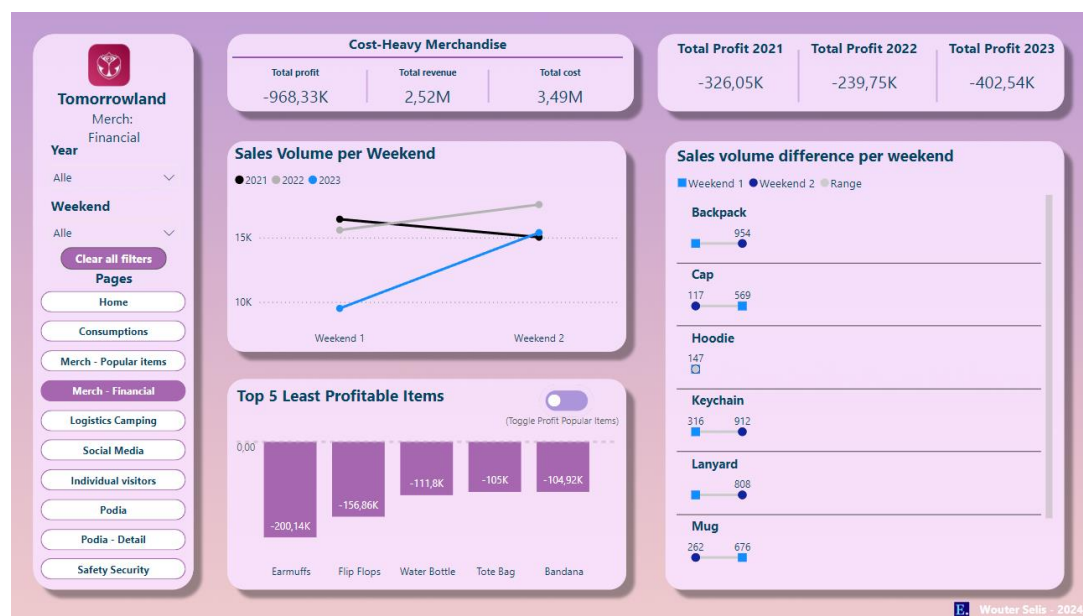 Tomorrowland
Merch:
Financial
Year
Alle
Weekend
Alle
Clear all filters
Pages
Home
Consumptions
Merch - Popular items
Merch - Financial
Logistics Camping
Social Media
Individual visitors
Podia
Podia - Detail
Safety Security
Cost-Heavy Merchandise
Total profit Total revenue Total cost
-968,33K 2,52M 3,49M
Total Profit 2021 Total Profit 2022 Total Profit 2023
-326,05K -239,75K -402,54K
Sales Volume per Weekend
2021 2022 2023
15K
10K
Weekend 1 Weekend 2
Top 5 Least Profitable Items
(Toggle Profit Popular Items)
0,00
-200,14K -156,86K -111,8K -105K -104,92K
Earmuffs Flip Flops Water Bottle Tote Bag Bandana
Sales volume difference per weekend
Weekend 1 Weekend 2 Range
Backpack
954
Cap
117 569
Hoodie
147
Keychain
316 912
Lanyard
808
Mug
262 676
E. Wouter Selis - 2024